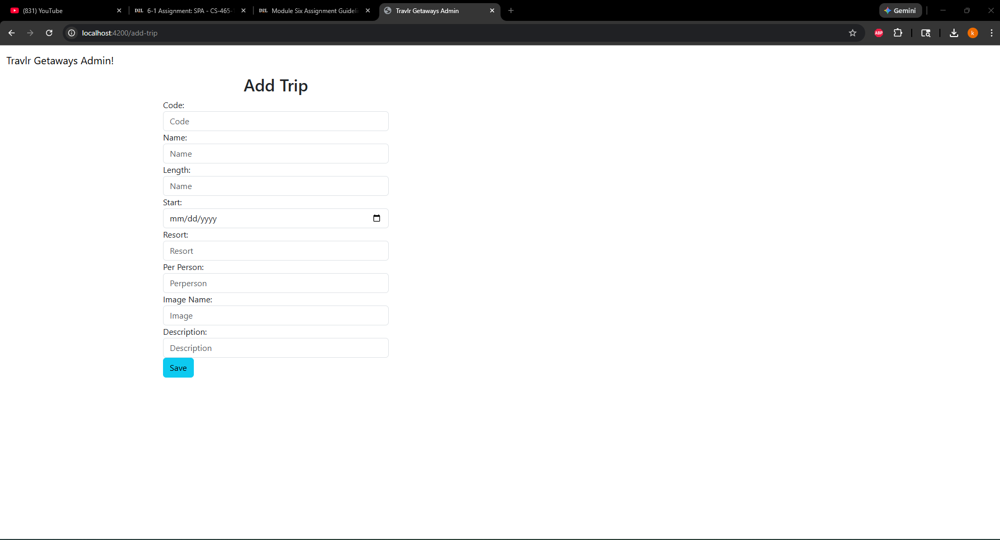 (831) YouTube
D2L 6-1 Assignment: SPA - CS-465-
D2L Module Six Assignment Guideli
Travlr Getaways Admin
Gemini
localhost:4200/add-trip
ABP
k
Travlr Getaways Admin!
Add Trip
Code:
Code
Name:
Name
Length:
Name
Start:
mm/dd/yyyy
Resort:
Resort
Per Person:
Perperson
Image Name:
Image
Description:
Description
Save